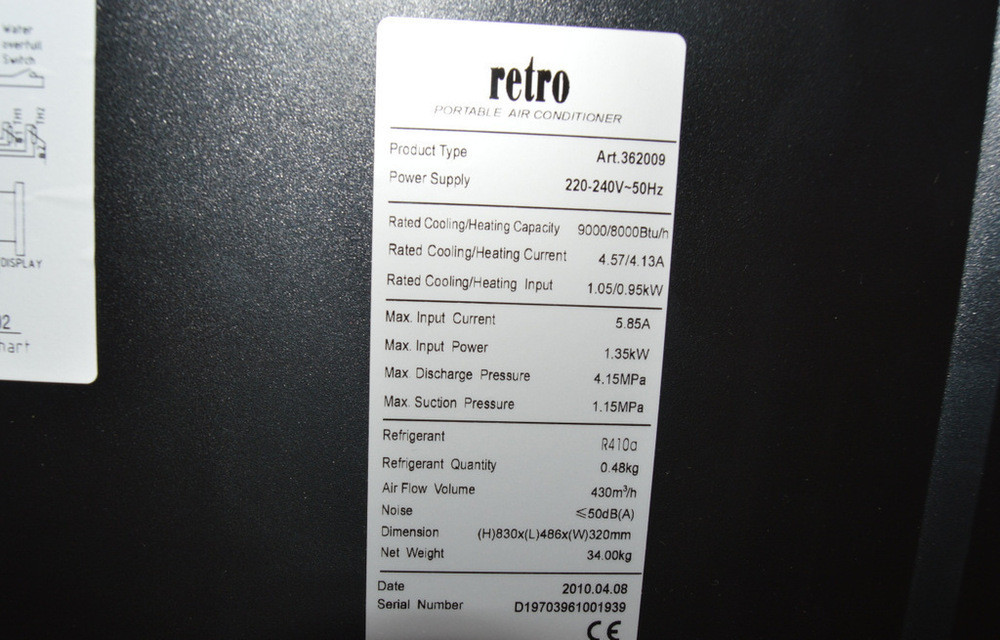 Water
overfull
Switch
TH1
TH2
DISPLAY
retro
PORTABLE AIR CONDITIONER
Product Type Art.362009
Power Supply 220-240V~50Hz
Rated Cooling/Heating Capacity 9000/8000Btu/h
Rated Cooling/Heating Current 4.57/4.13A
Rated Cooling/Heating Input 1.05/0.95kW
Max. Input Current 5.85A
Max. Input Power 1.35kW
Max Discharge Pressure 4.15MPa
Max. Suction Pressure 1.15MPa
Refrigerant R410a
Refrigerant Quantity 0.48kg
Air Flow Volume 430m³/h
Noise ≤50dB(A)
Dimension (H)830x(L)486x(W)320mm
Net Weight 34.00kg
Date 2010.04.08
Serial Number D19703961001939
CE